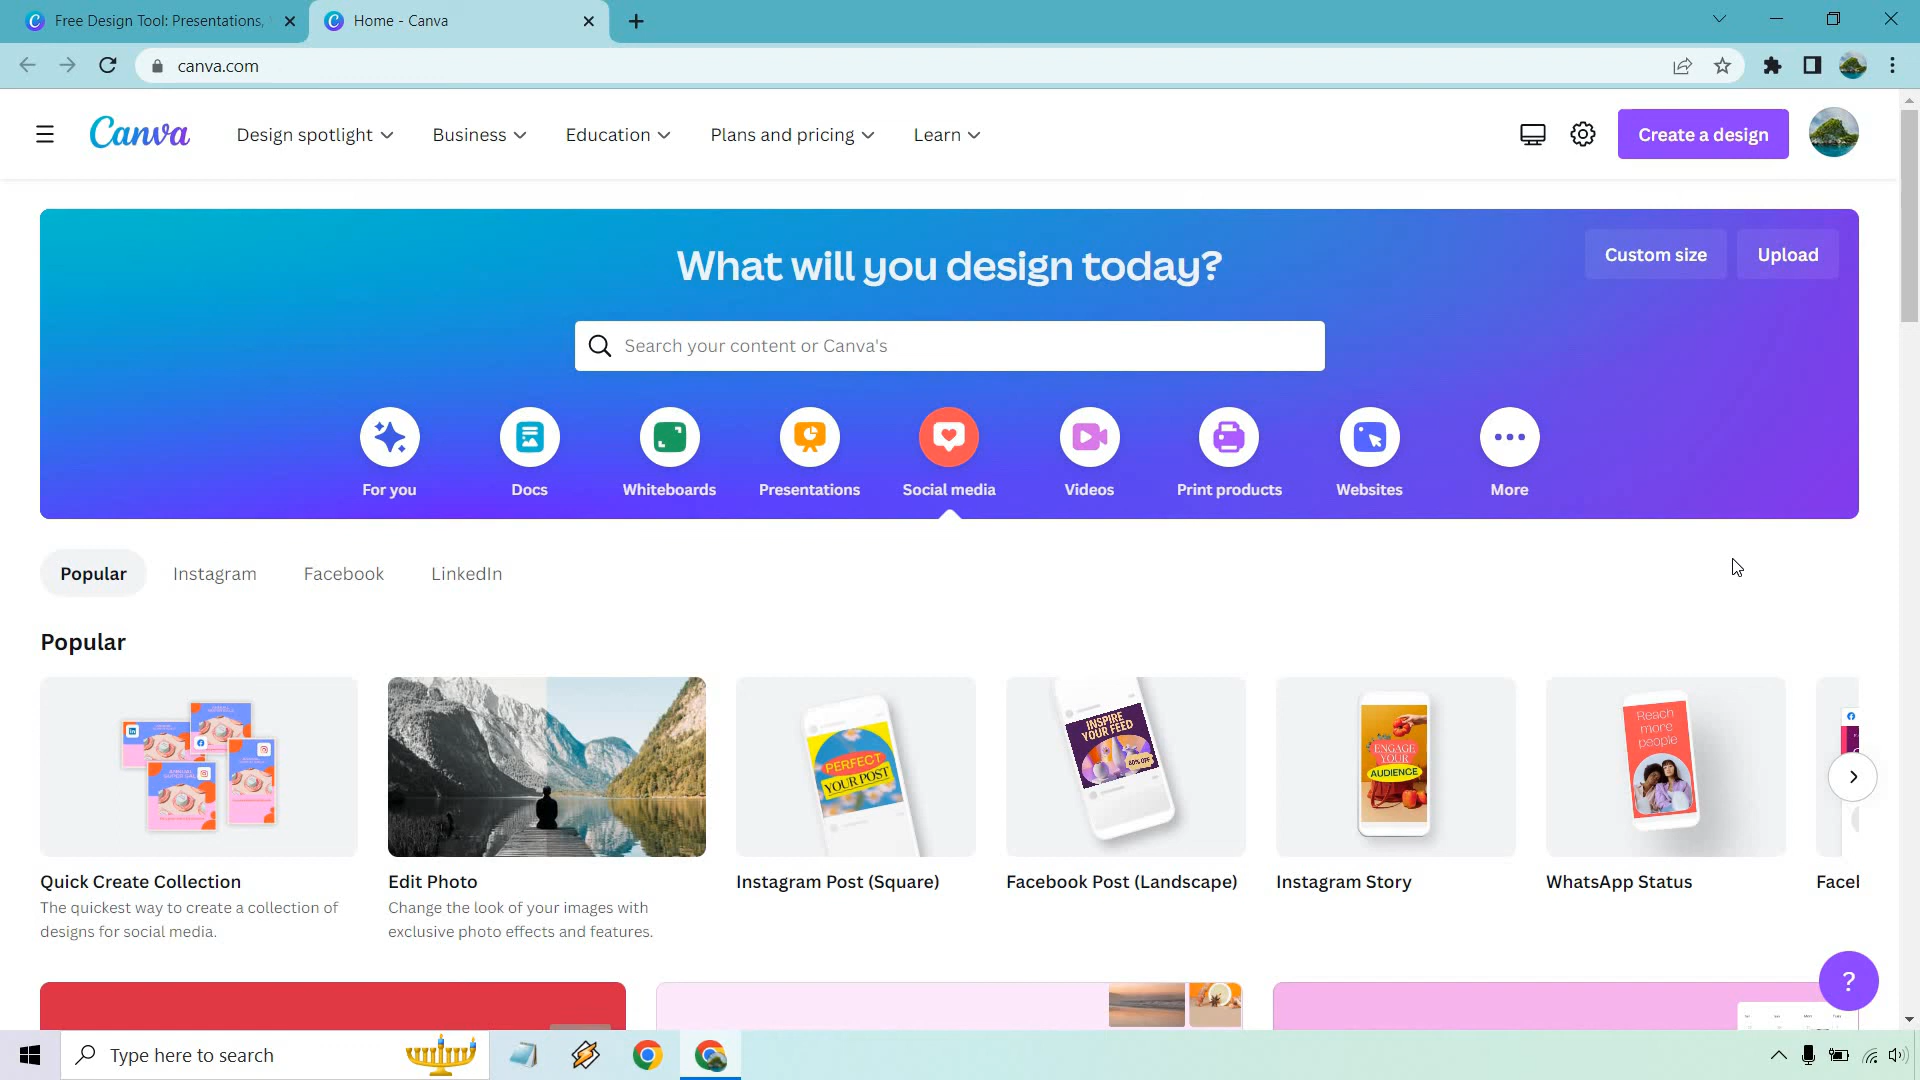 Free Design Tool: Presentations,
Home - Canva
canva.com
Canva
Design spotlight
Business
Education
Plans and pricing
Learn
Create a design
What will you design today?
Custom size
Upload
Search your content or Canva's
For you
Docs
Whiteboards
Presentations
Social media
Videos
Print products
Websites
More
Popular
Instagram
Facebook
LinkedIn
Popular
PERFECT
YOUR POST
INSPIRE
YOUR FEED
80% OFF
ENGAGE
YOUR
AUDIENCE
Reach
more
people
Quick Create Collection
The quickest way to create a collection of
designs for social media.
Edit Photo
Change the look of your images with
exclusive photo effects and features.
Instagram Post (Square)
Facebook Post (Landscape)
Instagram Story
WhatsApp Status
?
Type here to search